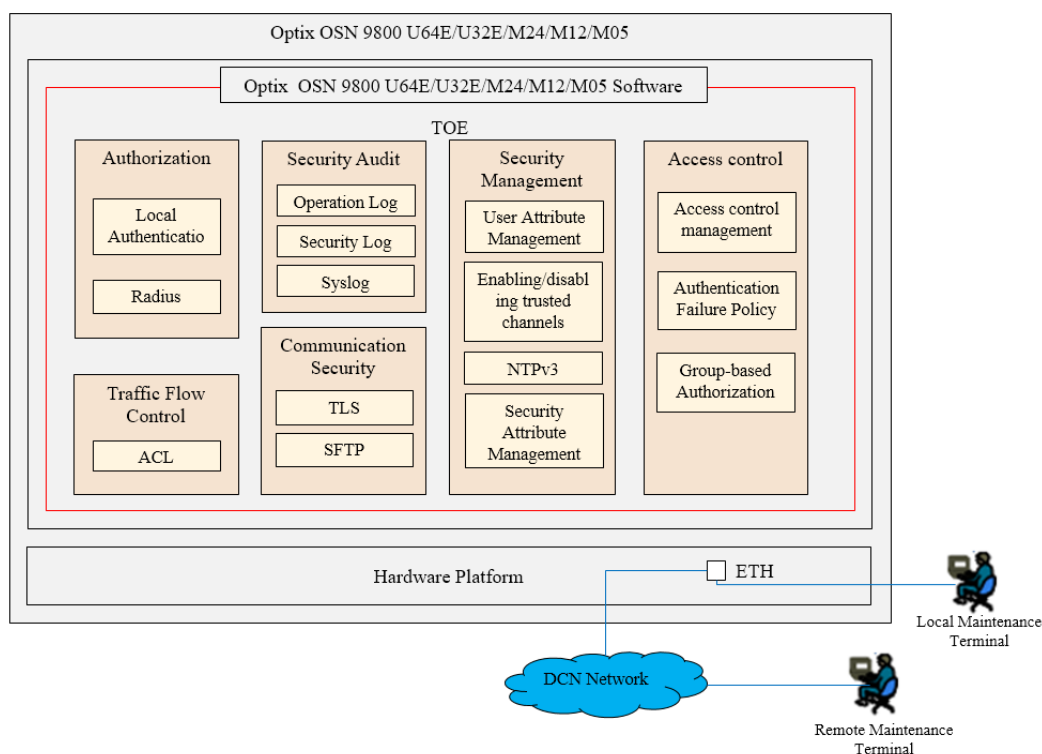 Optix OSN 9800 U64E/U32E/M24/M12/M05
Optix OSN 9800 U64E/U32E/M24/M12/M05 Software
TOE
Authorization
Local
Authenticatio
Radius
Traffic Flow
Control
ACL
Security Audit
Operation Log
Security Log
Syslog
Communication
Security
TLS
SFTP
Security
Management
User Attribute
Management
Enabling/disabl
ing trusted
channels
NTPv3
Security
Attribute
Management
Access control
Access control
management
Authentication
Failure Policy
Group-based
Authorization
Hardware Platform
ETH
Local Maintenance
Terminal
DCN Network
Remote Maintenance
Terminal